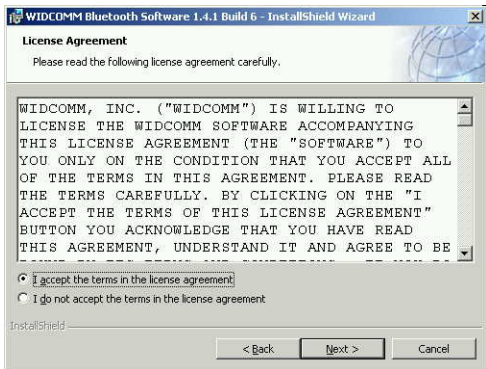 WIDCOMM Bluetooth Software 1.4.1 Build 6 - InstallShield Wizard
License Agreement
Please read the following license agreement carefully.
WIDCOMM, INC. ("WIDCOMM") IS WILLING TO
LICENSE THE WIDCOMM SOFTWARE ACCOMPANYING
THIS LICENSE AGREEMENT (THE "SOFTWARE") TO
YOU ONLY ON THE CONDITION THAT YOU ACCEPT ALL
OF THE TERMS IN THIS AGREEMENT. PLEASE READ
THE TERMS CAREFULLY. BY CLICKING ON THE "I
ACCEPT THE TERMS OF THIS LICENSE AGREEMENT"
BUTTON YOU ACKNOWLEDGE THAT YOU HAVE READ
THIS AGREEMENT, UNDERSTAND IT AND AGREE TO BE
I accept the terms in the license agreement
I do not accept the terms in the license agreement
InstallShield
< Back
Next >
Cancel